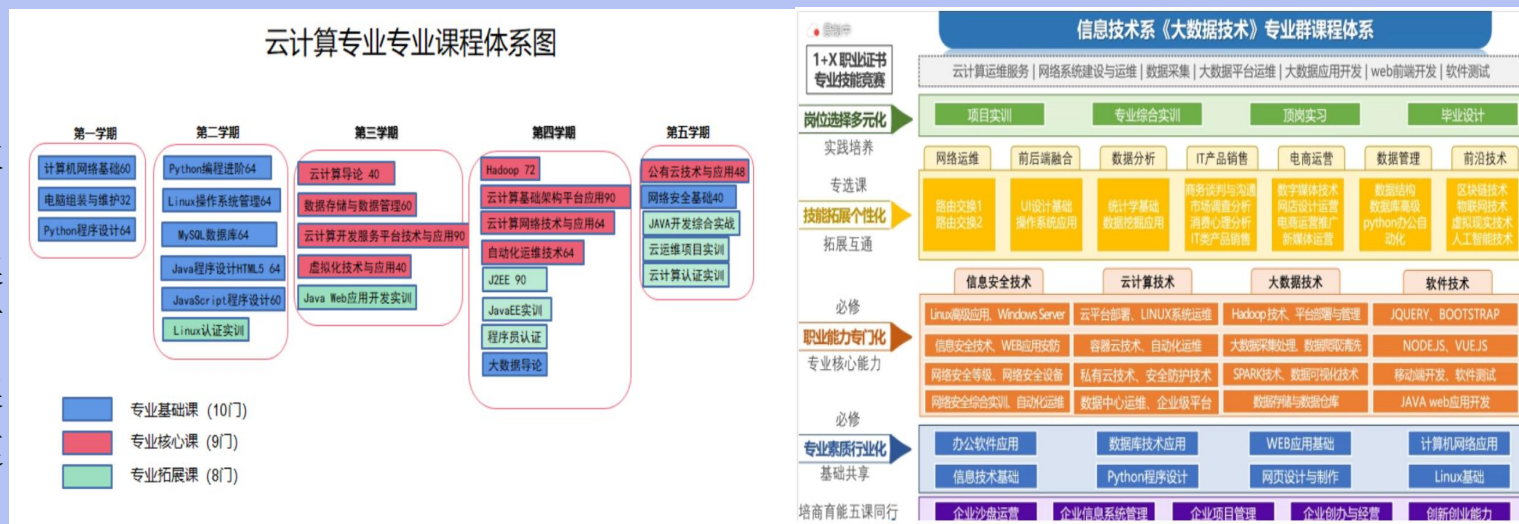 云计算专业专业课程体系图
第一学期
计算机网络基础60
电脑组装与维护32
Python程序设计64
第二学期
Python编程进阶64
Linux操作系统管理64
MySQL数据库64
Java程序设计HTML5 64
JavaScript程序设计60
Linux认证实训
第三学期
云计算导论 40
数据存储与数据管理60
云计算开发服务平台技术与应用90
虚拟化技术与应用40
Java Web应用开发实训
第四学期
Hadoop 72
云计算基础架构平台应用90
云计算网络技术与应用64
自动化运维技术64
J2EE 90
JavaEE实训
程序员认证
大数据导论
第五学期
公有云技术与应用48
网络安全基础40
JAVA开发综合实战
云运维项目实训
云计算认证实训
专业基础课 (10门)
专业核心课 (9门)
专业拓展课 (8门)
信息技术系《大数据技术》专业群课程体系
1+X 职业证书
专业技能竞赛
云计算运维服务 | 网络系统建设与运维 | 数据采集 | 大数据平台运维 | 大数据应用开发 | web前端开发 | 软件测试
岗位选择多元化
实践培养
项目实训
专业综合实训
顶岗实习
毕业设计
专选课
技能拓展个性化
拓展互通
网络运维
路由交换1
路由交换2
前后端融合
UI设计基础
操作系统应用
数据分析
统计学基础
数据挖掘应用
IT产品销售
商务谈判与沟通
市场调查分析
消费心理分析
IT类产品销售
电商运营
数字媒体技术
网店设计运营
电商运营推广
新媒体运营
数据管理
数据结构
数据库高级
python办公自
动化
前沿技术
区块链技术
物联网技术
虚拟现实技术
人工智能技术
必修
职业能力专门化
专业核心能力
信息安全技术
Linux高级应用、Windows Server
信息安全技术、WEB应用安防
网络安全等级、网络安全设备
网络安全综合实训、自动化运维
云计算技术
云平台部署、LINUX系统运维
容器云技术、自动化运维
私有云技术、安全防护技术
数据中心运维、企业级平台
大数据技术
Hadoop 技术、平台部署与管理
大数据采集处理、数据爬取清洗
SPARK技术、数据可视化技术
数据存储与数据仓库
软件技术
JQUERY、BOOTSTRAP
NODE.JS、VUE.JS
移动端开发、软件测试
JAVA web应用开发
必修
专业素质行业化
基础共享
办公软件应用
数据库技术应用
WEB应用基础
计算机网络应用
信息技术基础
Python程序设计
网页设计与制作
Linux基础
培商育能五课同行
企业沙盘运营
企业信息系统管理
企业项目管理
企业创办与经营
创新创业能力